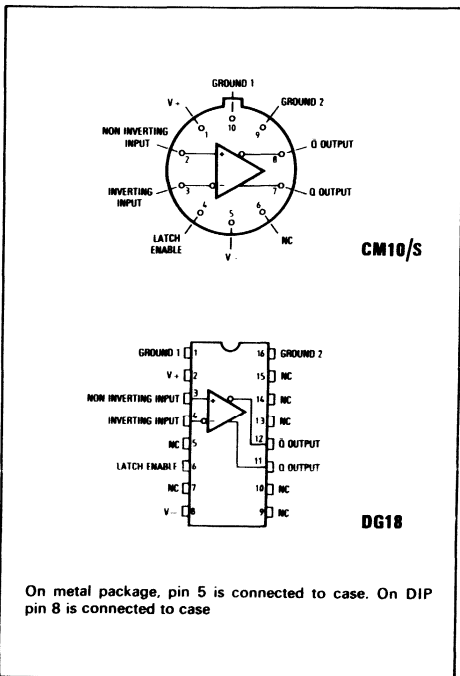 GROUND 1
V + GROUND 2
1 10 9
NON INVERTING INPUT
2 + 8 Q̄ OUTPUT
INVERTING INPUT
3 − 7 Q OUTPUT
4 5 6
LATCH ENABLE
V − NC
CM10/S
GROUND 1 1 16 GROUND 2
V + 2 15 NC
NON INVERTING INPUT 3 + 14 NC
INVERTING INPUT 4 − 13 NC
NC 5 12 Q̄ OUTPUT
LATCH ENABLE 6 11 Q OUTPUT
NC 7 10 NC
V− 8 9 NC
DG18
On metal package, pin 5 is connected to case. On DIP
pin 8 is connected to case